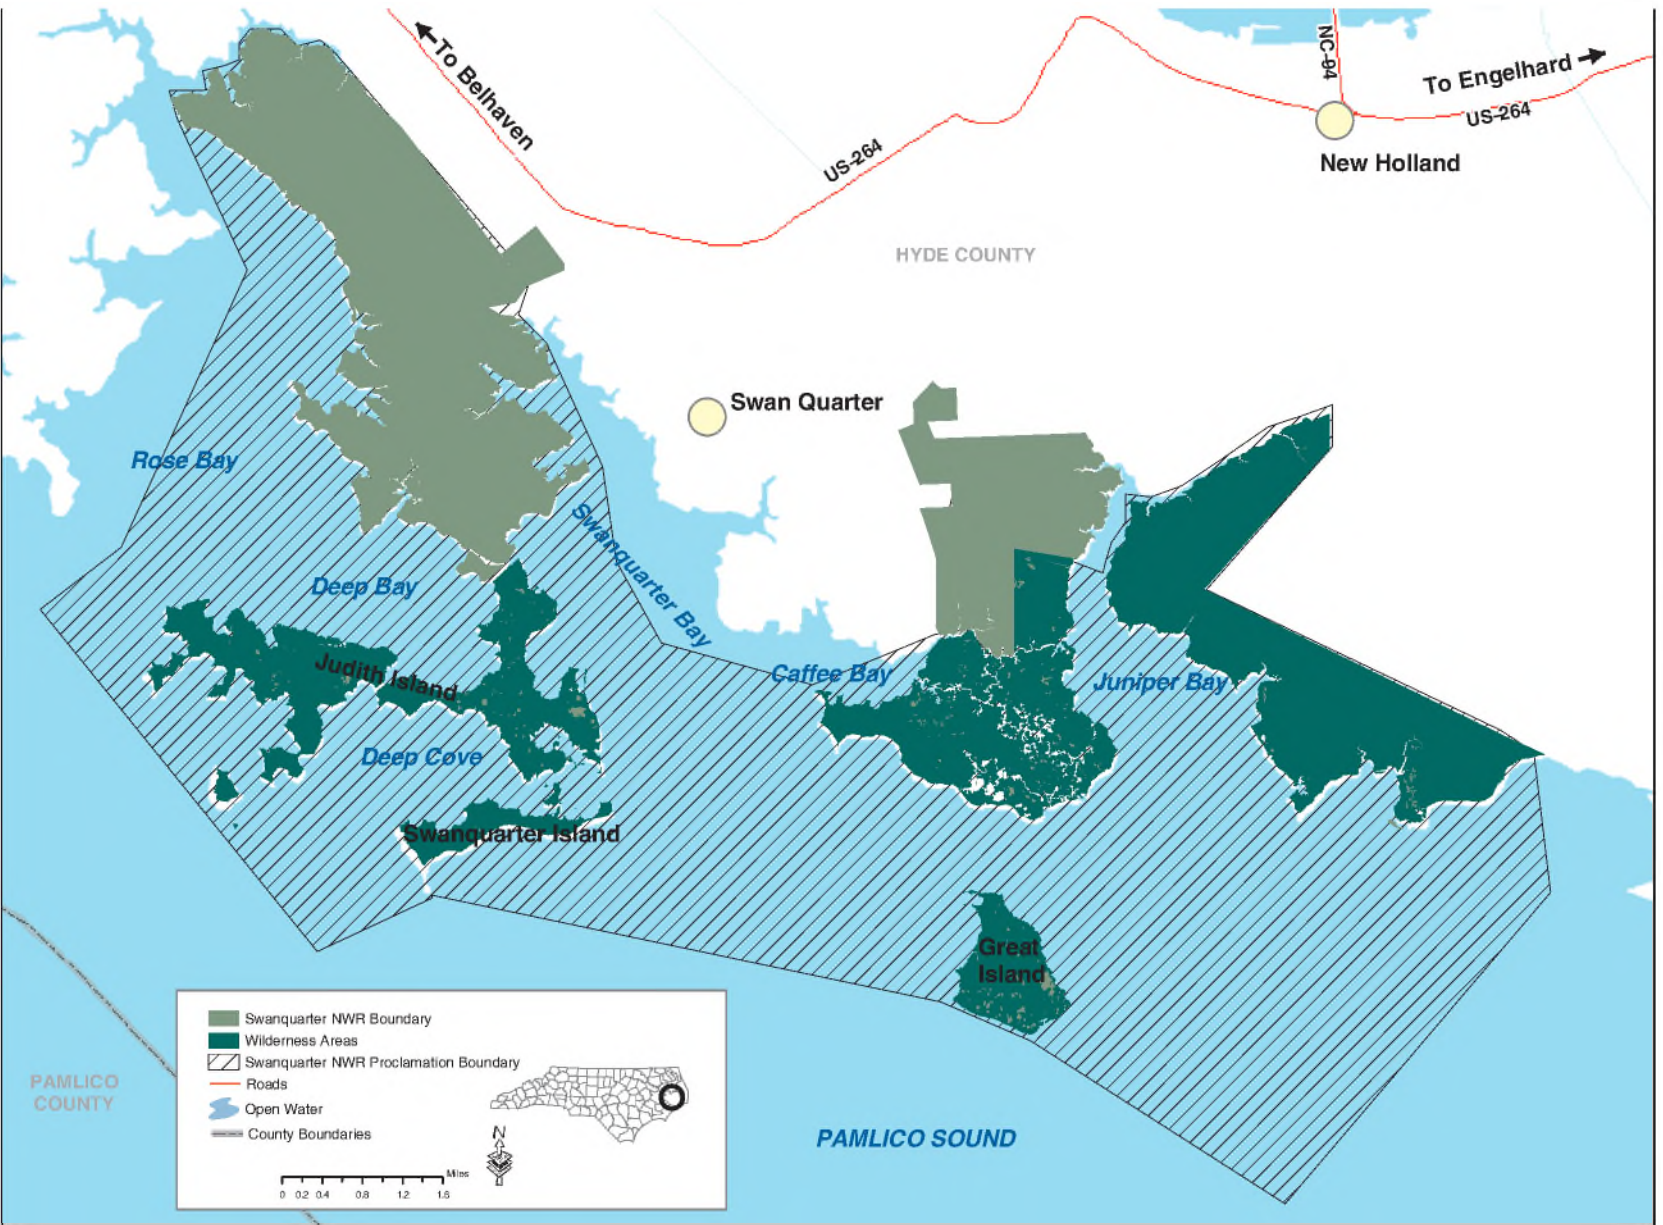 To Belhaven
US-264
NC-94
To Engelhard
US-264
New Holland
HYDE COUNTY
Swan Quarter
Rose Bay
Swanquarter Bay
Deep Bay
Judith Island
Caffee Bay
Juniper Bay
Deep Cove
Swanquarter Island
Great
Island
PAMLICO
COUNTY
PAMLICO SOUND
Swanquarter NWR Boundary
Wilderness Areas
Swanquarter NWR Proclamation Boundary
Roads
Open Water
County Boundaries
N
Miles
0 0.2 0.4 0.8 1.2 1.6